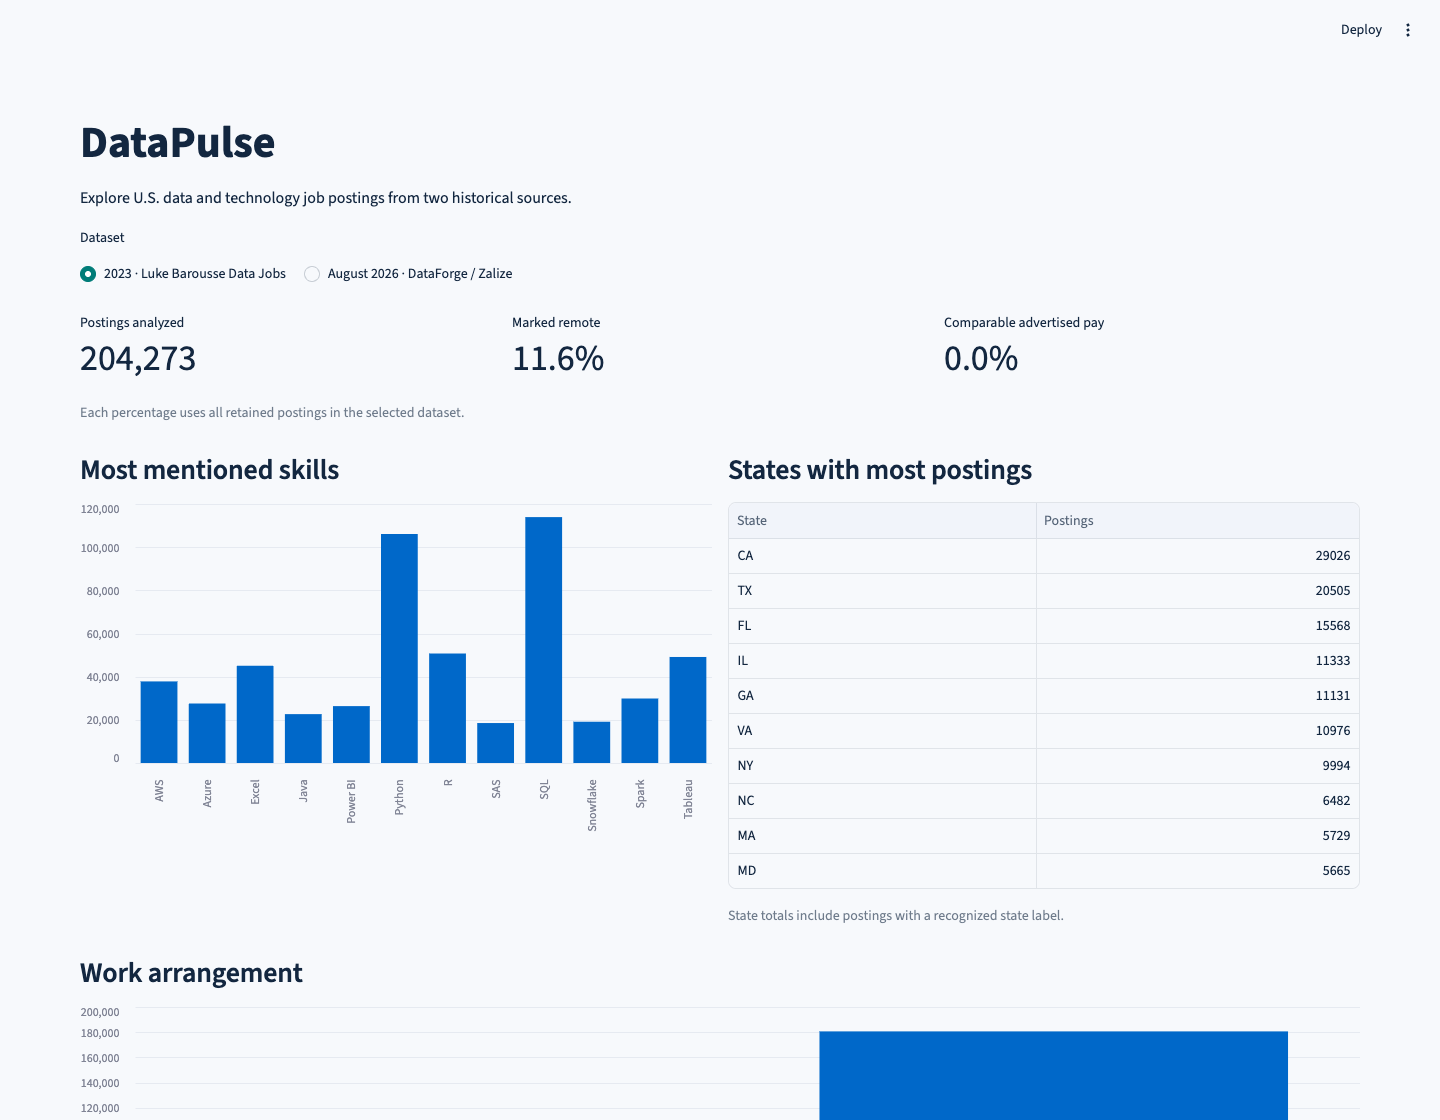 Deploy
DataPulse
Explore U.S. data and technology job postings from two historical sources.
Dataset
2023 · Luke Barousse Data Jobs
August 2026 · DataForge / Zalize
Postings analyzed
204,273
Marked remote
11.6%
Comparable advertised pay
0.0%
Each percentage uses all retained postings in the selected dataset.
Most mentioned skills
120,000
100,000
80,000
60,000
40,000
20,000
0
AWS
Azure
Excel
Java
Power BI
Python
R
SAS
SQL
Snowflake
Spark
Tableau
States with most postings
State Postings
CA 29026
TX 20505
FL 15568
IL 11333
GA 11131
VA 10976
NY 9994
NC 6482
MA 5729
MD 5665
State totals include postings with a recognized state label.
Work arrangement
200,000
180,000
160,000
140,000
120,000